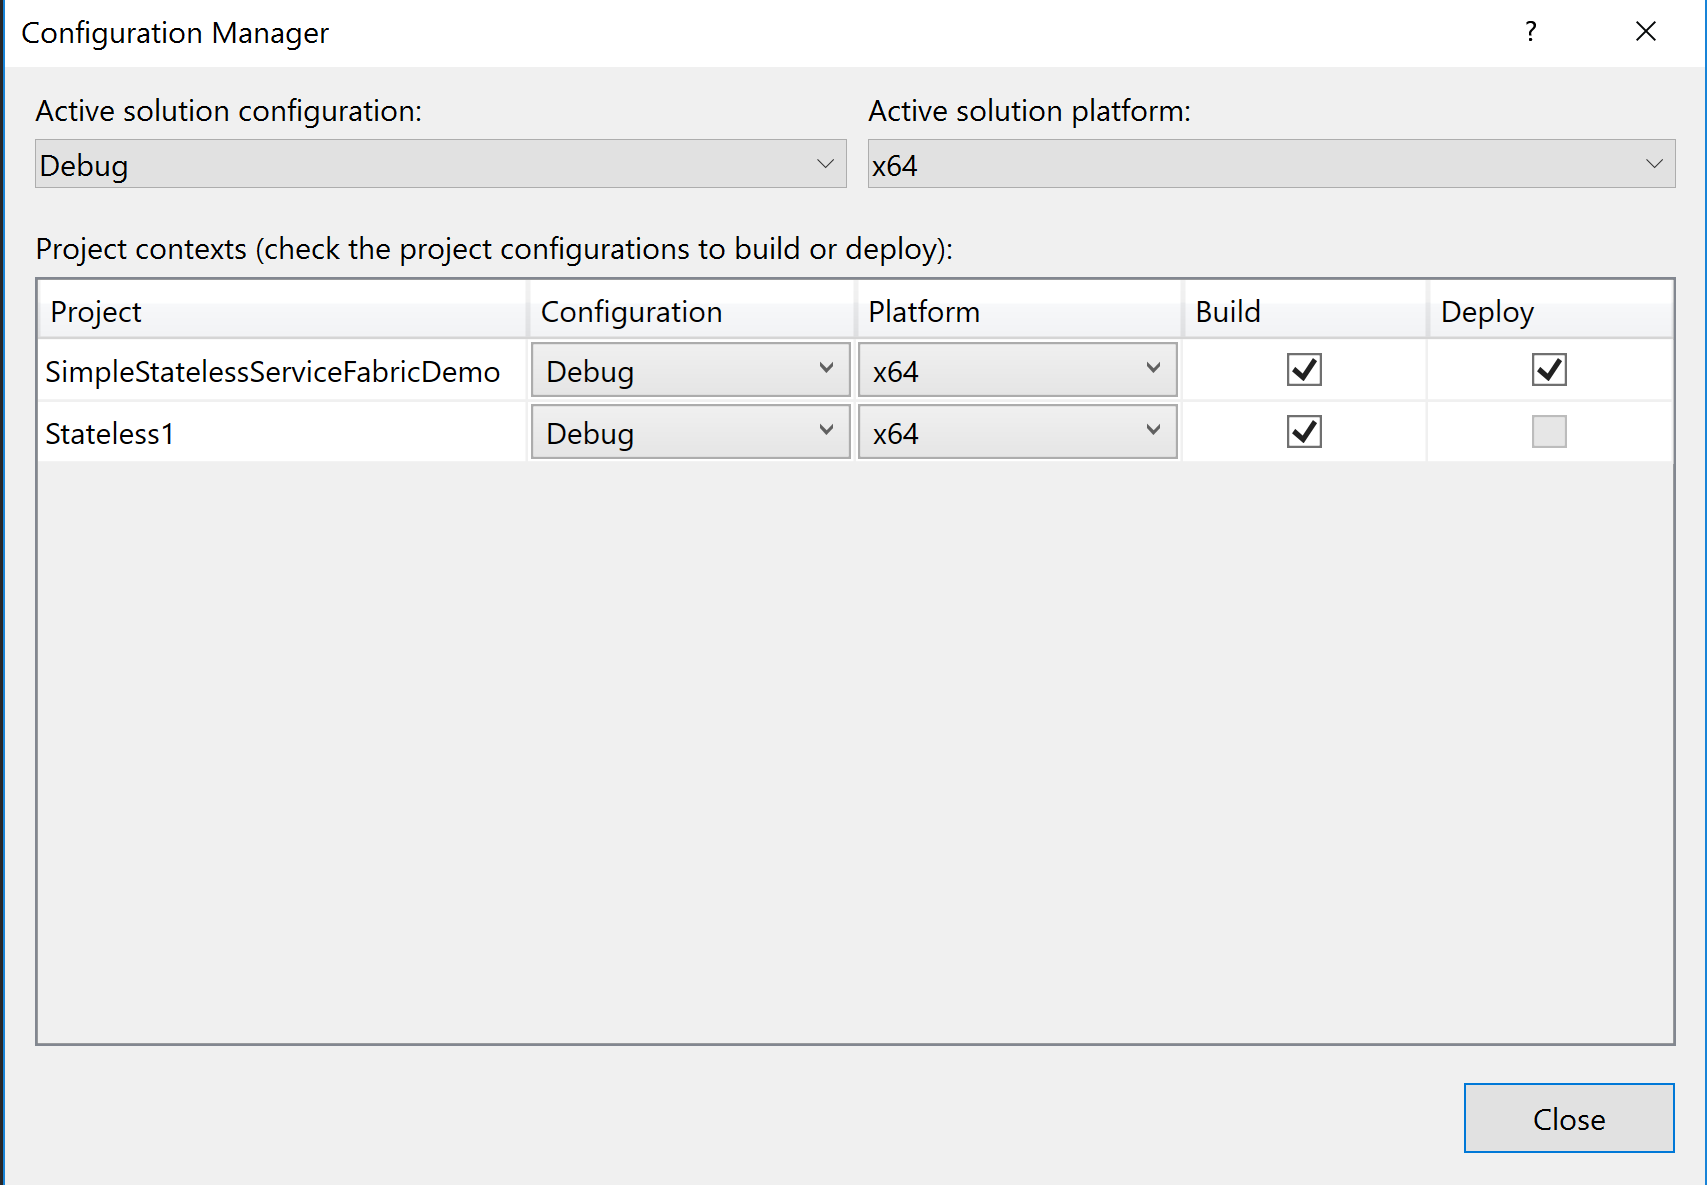 Configuration Manager ?
Active solution configuration: Active solution platform:
Debug x64
Project contexts (check the project configurations to build or deploy):
Project Configuration Platform Build Deploy
SimpleStatelessServiceFabricDemo Debug x64
Stateless1 Debug x64
Close